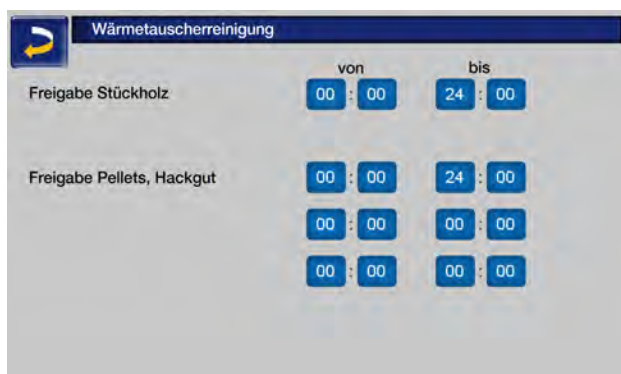 Wärmetauscherreinigung
von bis
Freigabe Stückholz 00 : 00 24 : 00
Freigabe Pellets, Hackgut 00 : 00 24 : 00
00 : 00 00 : 00
00 : 00 00 : 00